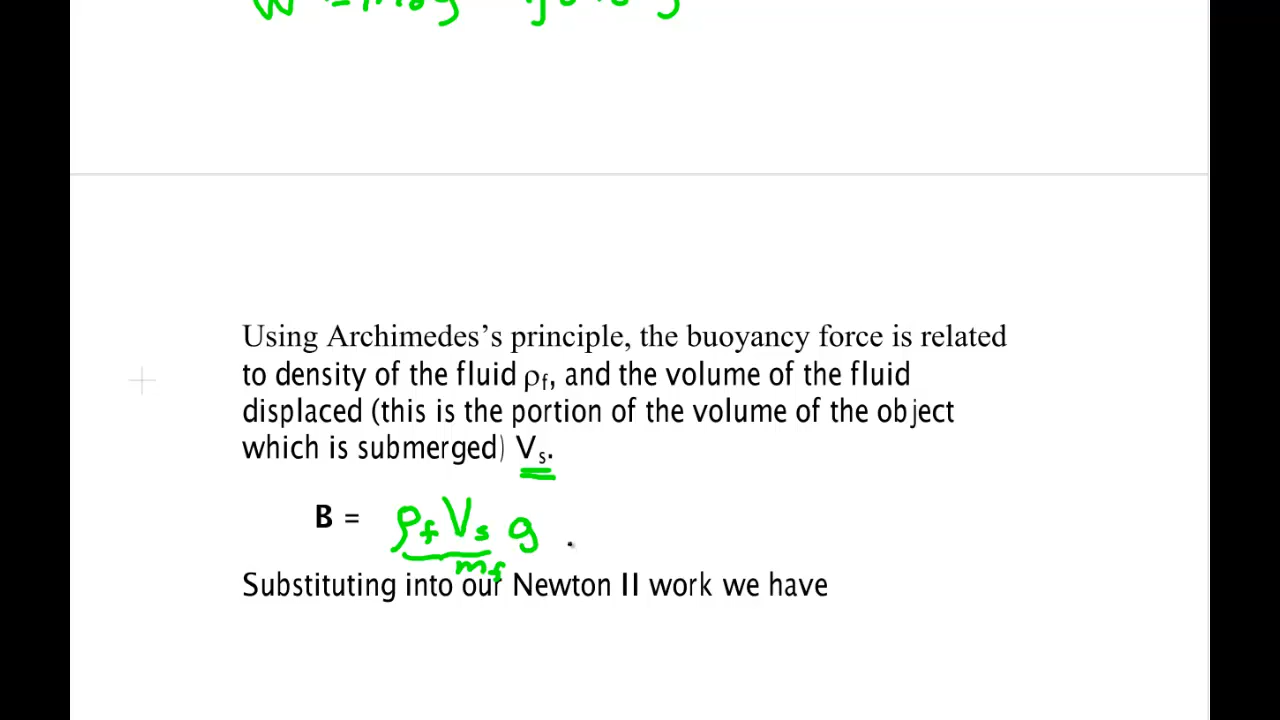 Using Archimedes’s principle, the buoyancy force is related
to density of the fluid ρf, and the volume of the fluid
displaced (this is the portion of the volume of the object
which is submerged) Vs.
B = ρf Vs g
mf
Substituting into our Newton II work we have